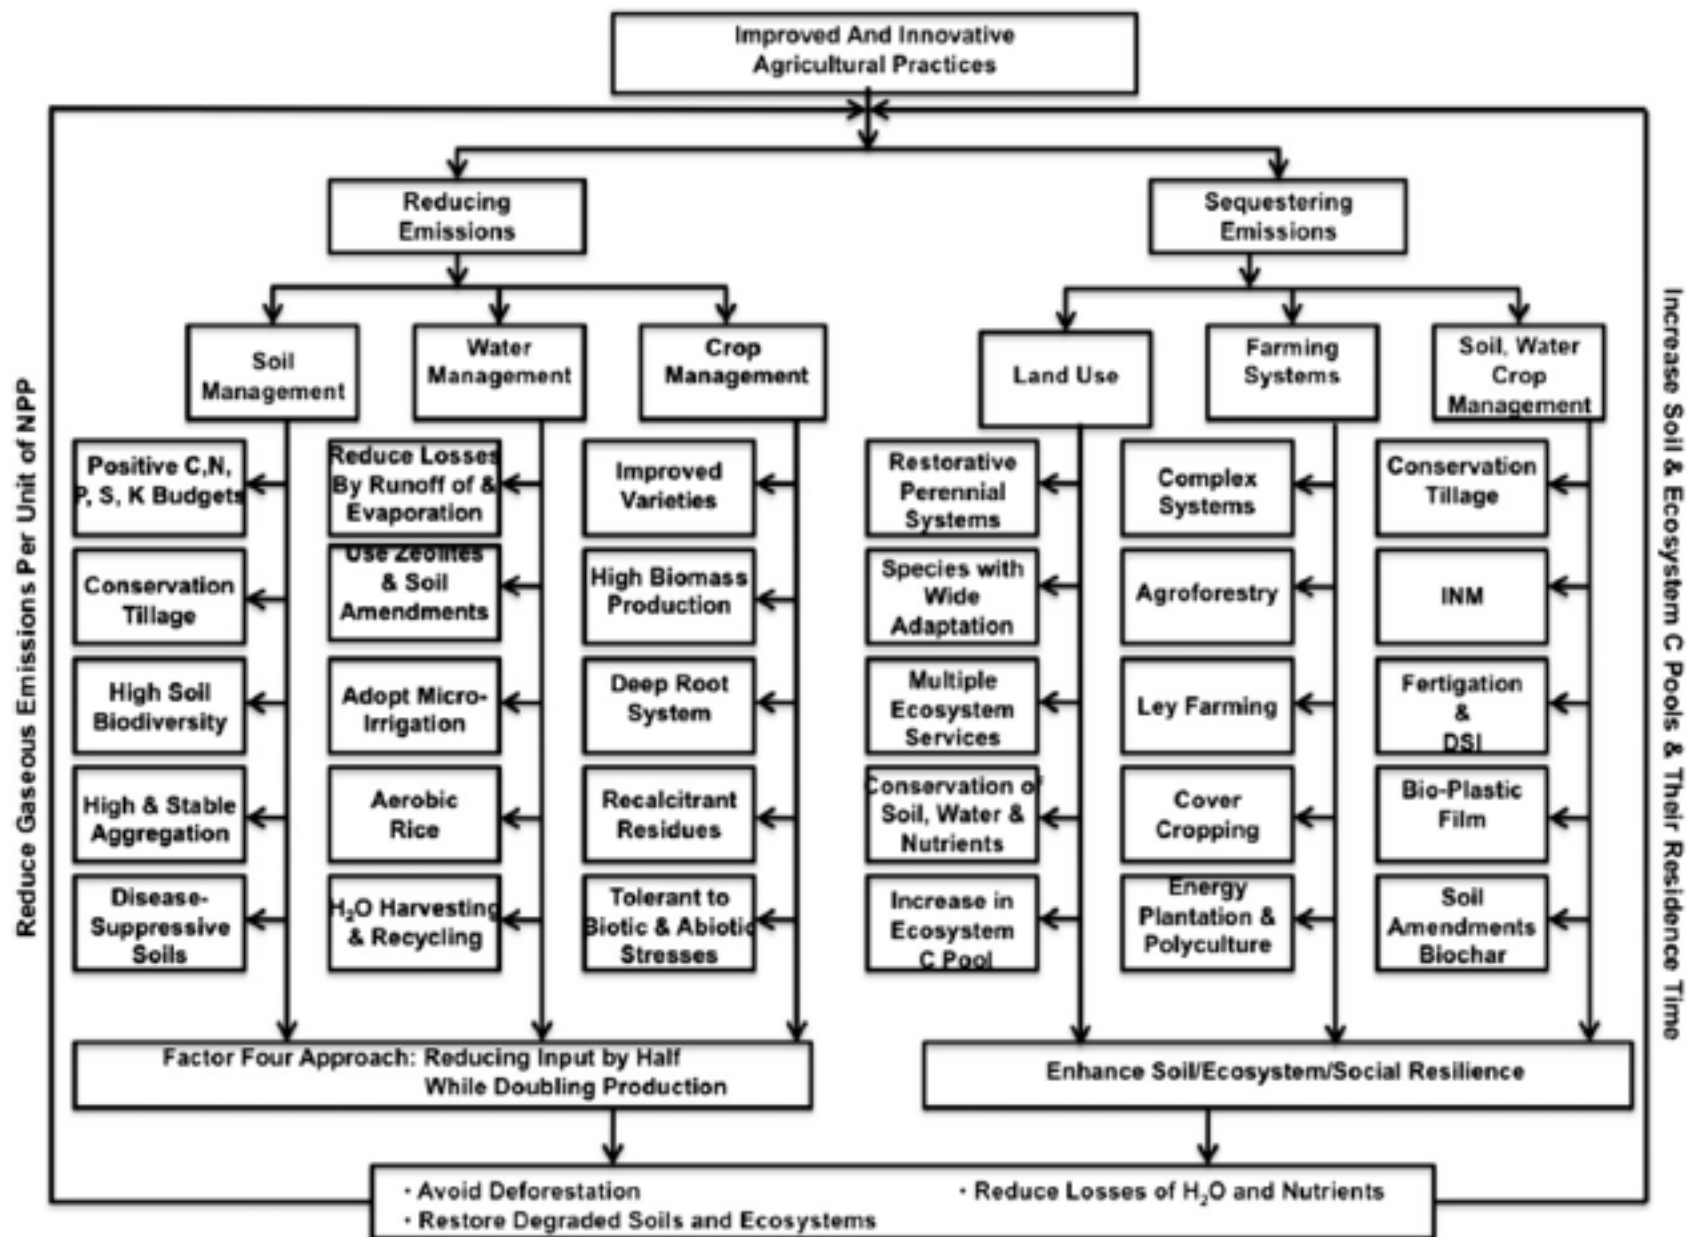 Improved And Innovative
Agricultural Practices
Reducing
Emissions
Sequestering
Emissions
Soil
Management
Water
Management
Crop
Management
Land Use
Farming
Systems
Soil, Water
Crop
Management
Positive C,N,
P, S, K Budgets
Conservation
Tillage
High Soil
Biodiversity
High & Stable
Aggregation
Disease-
Suppressive
Soils
Reduce Losses
By Runoff of &
Evaporation
Use Zeolites
& Soil
Amendments
Adopt Micro-
Irrigation
Aerobic
Rice
H₂O Harvesting
& Recycling
Improved
Varieties
High Biomass
Production
Deep Root
System
Recalcitrant
Residues
Tolerant to
Biotic & Abiotic
Stresses
Restorative
Perennial
Systems
Species with
Wide
Adaptation
Multiple
Ecosystem
Services
Conservation of
Soil, Water &
Nutrients
Increase in
Ecosystem
C Pool
Complex
Systems
Agroforestry
Ley Farming
Cover
Cropping
Energy
Plantation &
Polyculture
Conservation
Tillage
INM
Fertigation
&
DSI
Bio-Plastic
Film
Soil
Amendments
Biochar
Factor Four Approach: Reducing Input by Half
While Doubling Production
Enhance Soil/Ecosystem/Social Resilience
· Avoid Deforestation
· Reduce Losses of H₂O and Nutrients
· Restore Degraded Soils and Ecosystems
Reduce Gaseous Emissions Per Unit of NPP
Increase Soil & Ecosystem C Pools & Their Residence Time